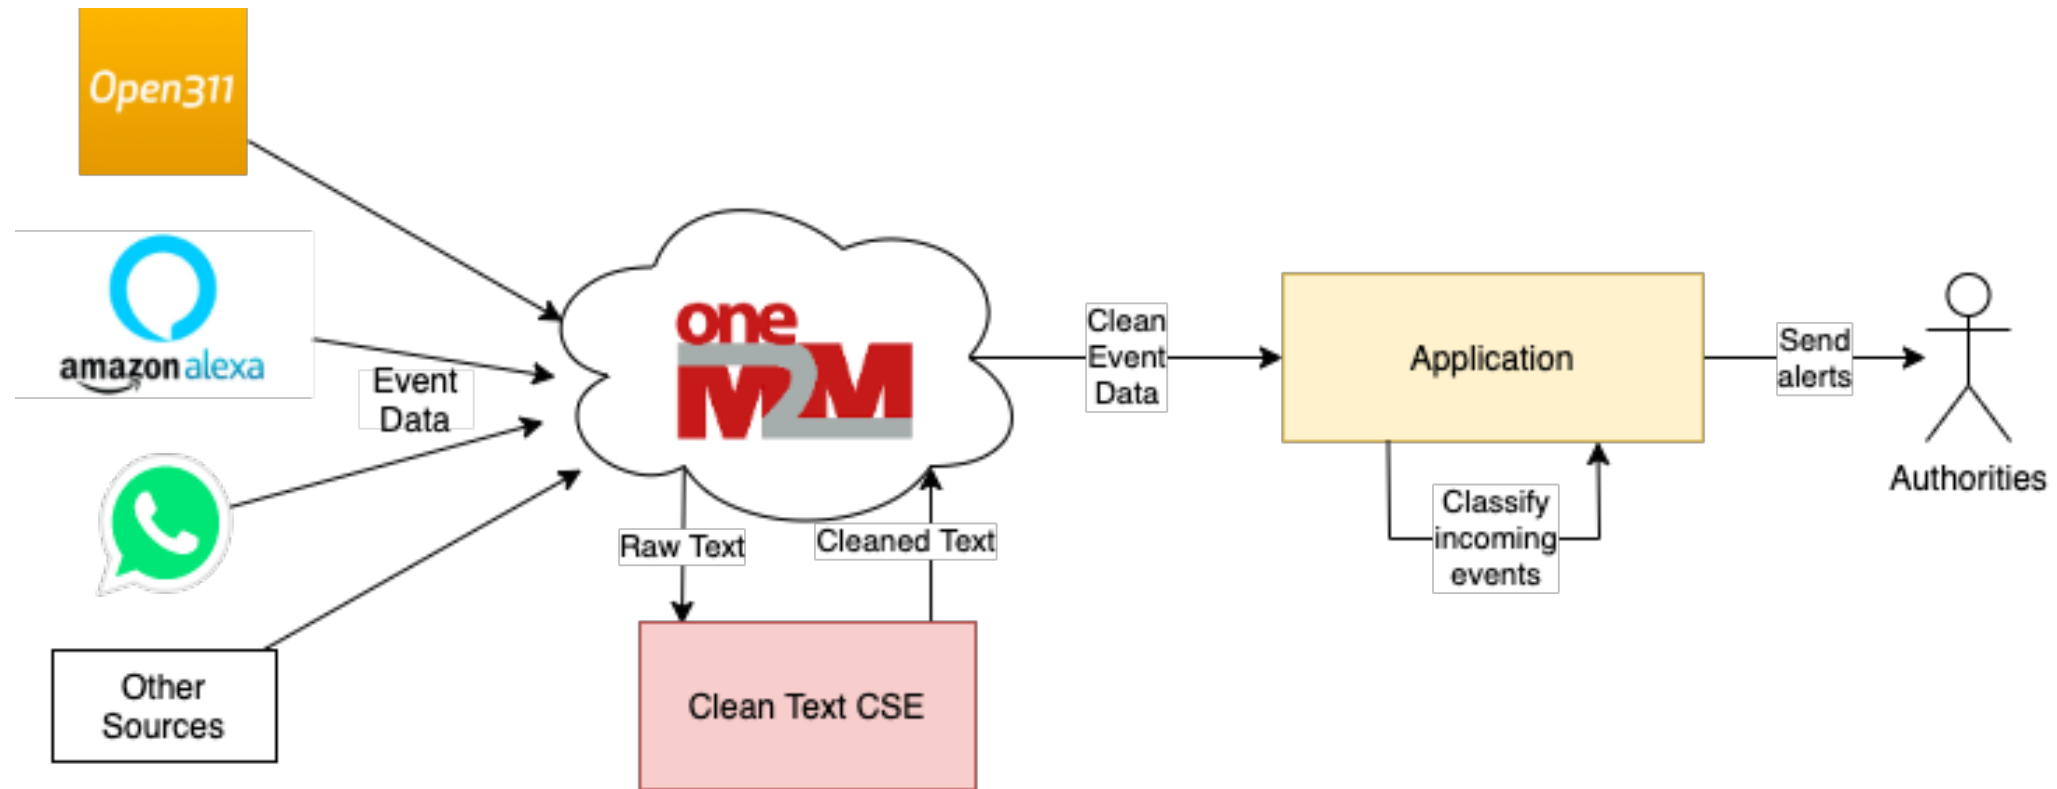 Open311
amazon alexa
Event
Data
Other
Sources
one
M2M
Raw Text
Cleaned Text
Clean Text CSE
Clean
Event
Data
Application
Classify
incoming
events
Send
alerts
Authorities